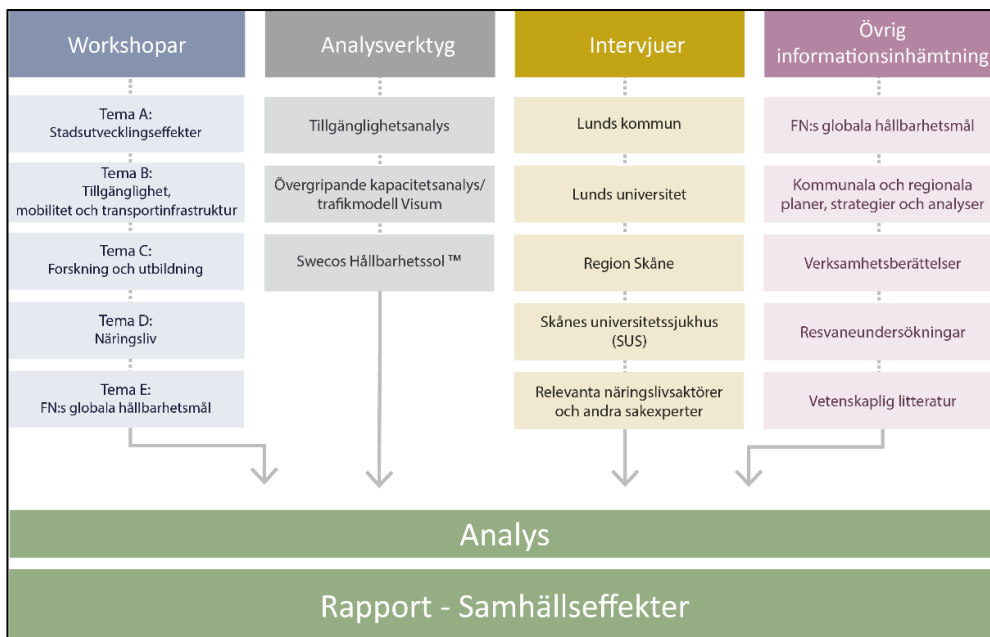 Workshopar
Tema A:
Stadsutvecklingseffekter
Tema B:
Tillgänglighet,
mobilitet och transportinfrastruktur
Tema C:
Forskning och utbildning
Tema D:
Näringsliv
Tema E:
FN:s globala hållbarhetsmål
Analysverktyg
Tillgänglighetsanalys
Övergripande kapacitetsanalys/
trafikmodell Visum
Swecos Hållbarhetssol ™
Intervjuer
Lunds kommun
Lunds universitet
Region Skåne
Skånes universitetssjukhus
(SUS)
Relevanta näringslivsaktörer
och andra sakexperter
Övrig
informationsinhämtning
FN:s globala hållbarhetsmål
Kommunala och regionala
planer, strategier och analyser
Verksamhetsberättelser
Resvaneundersökningar
Vetenskaplig litteratur
Analys
Rapport - Samhällseffekter